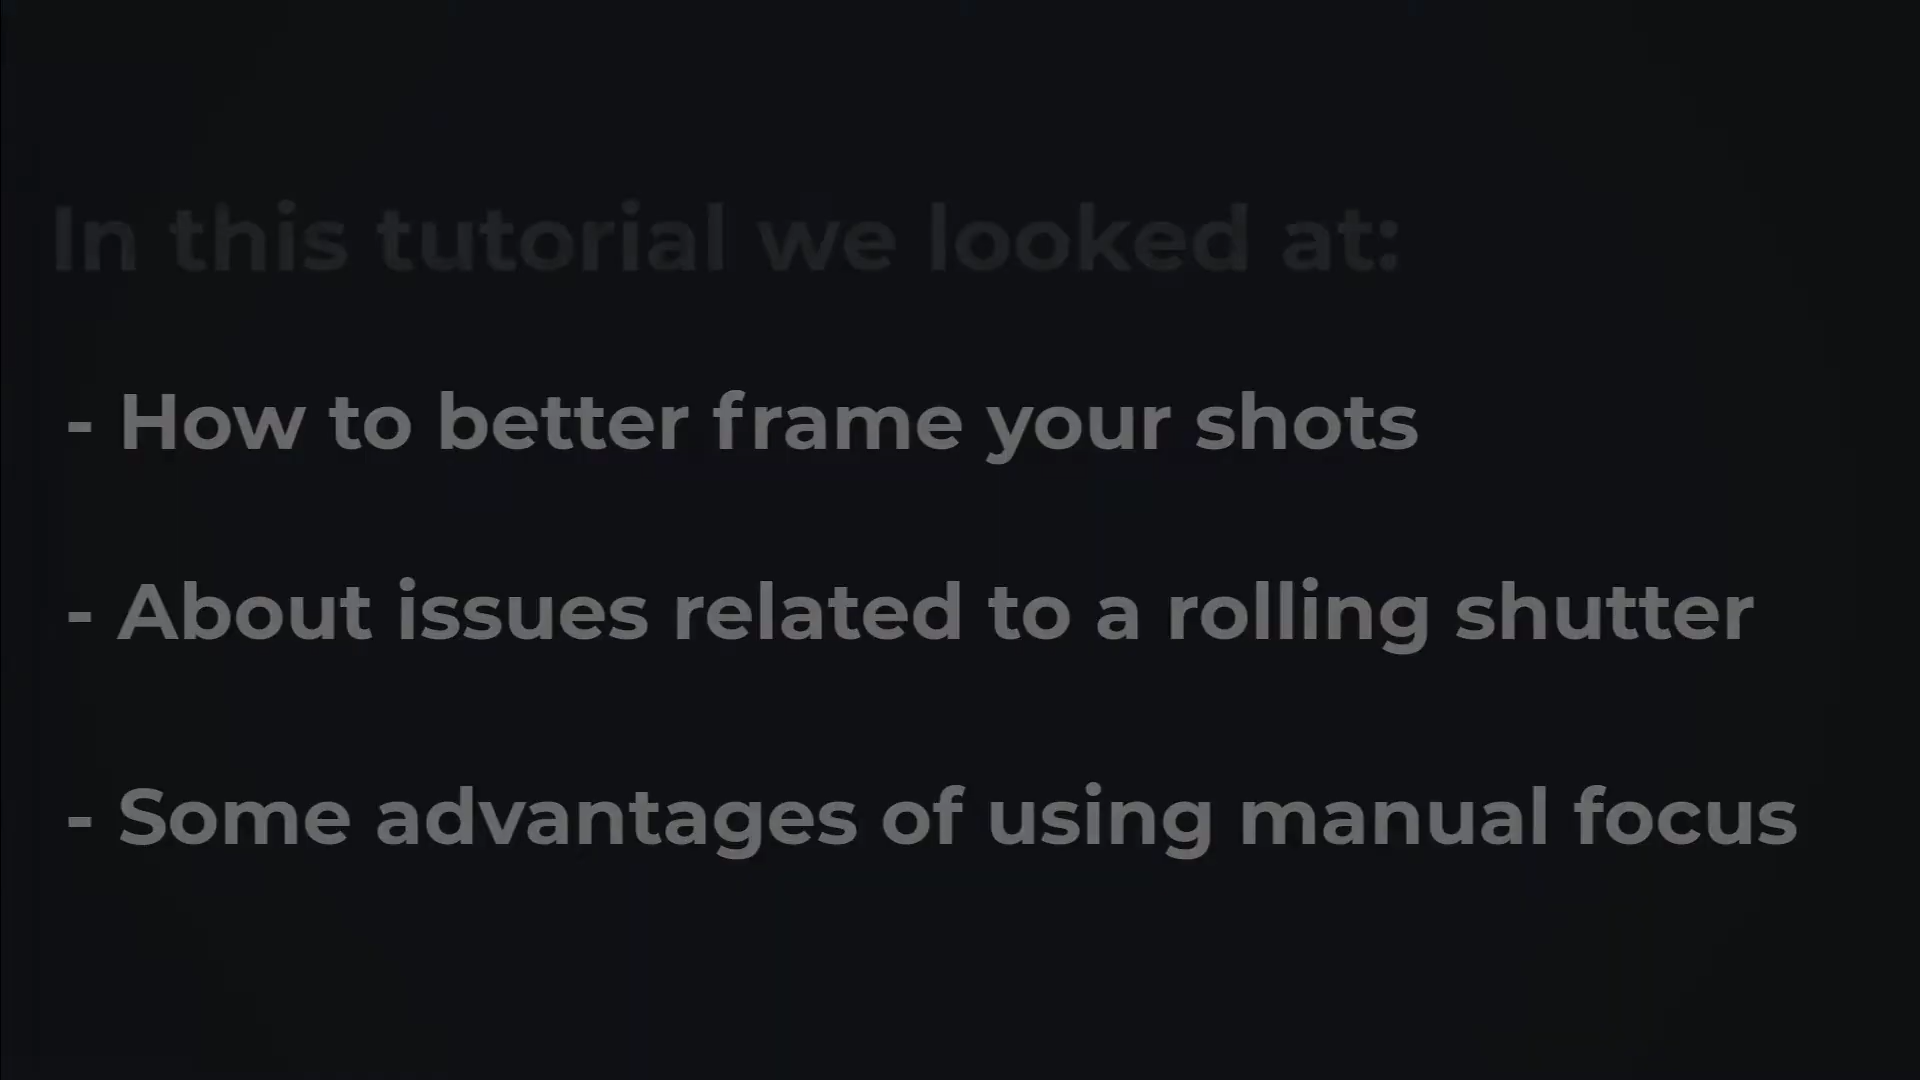 In this tutorial we looked at:
- How to better frame your shots
- About issues related to a rolling shutter
- Some advantages of using manual focus